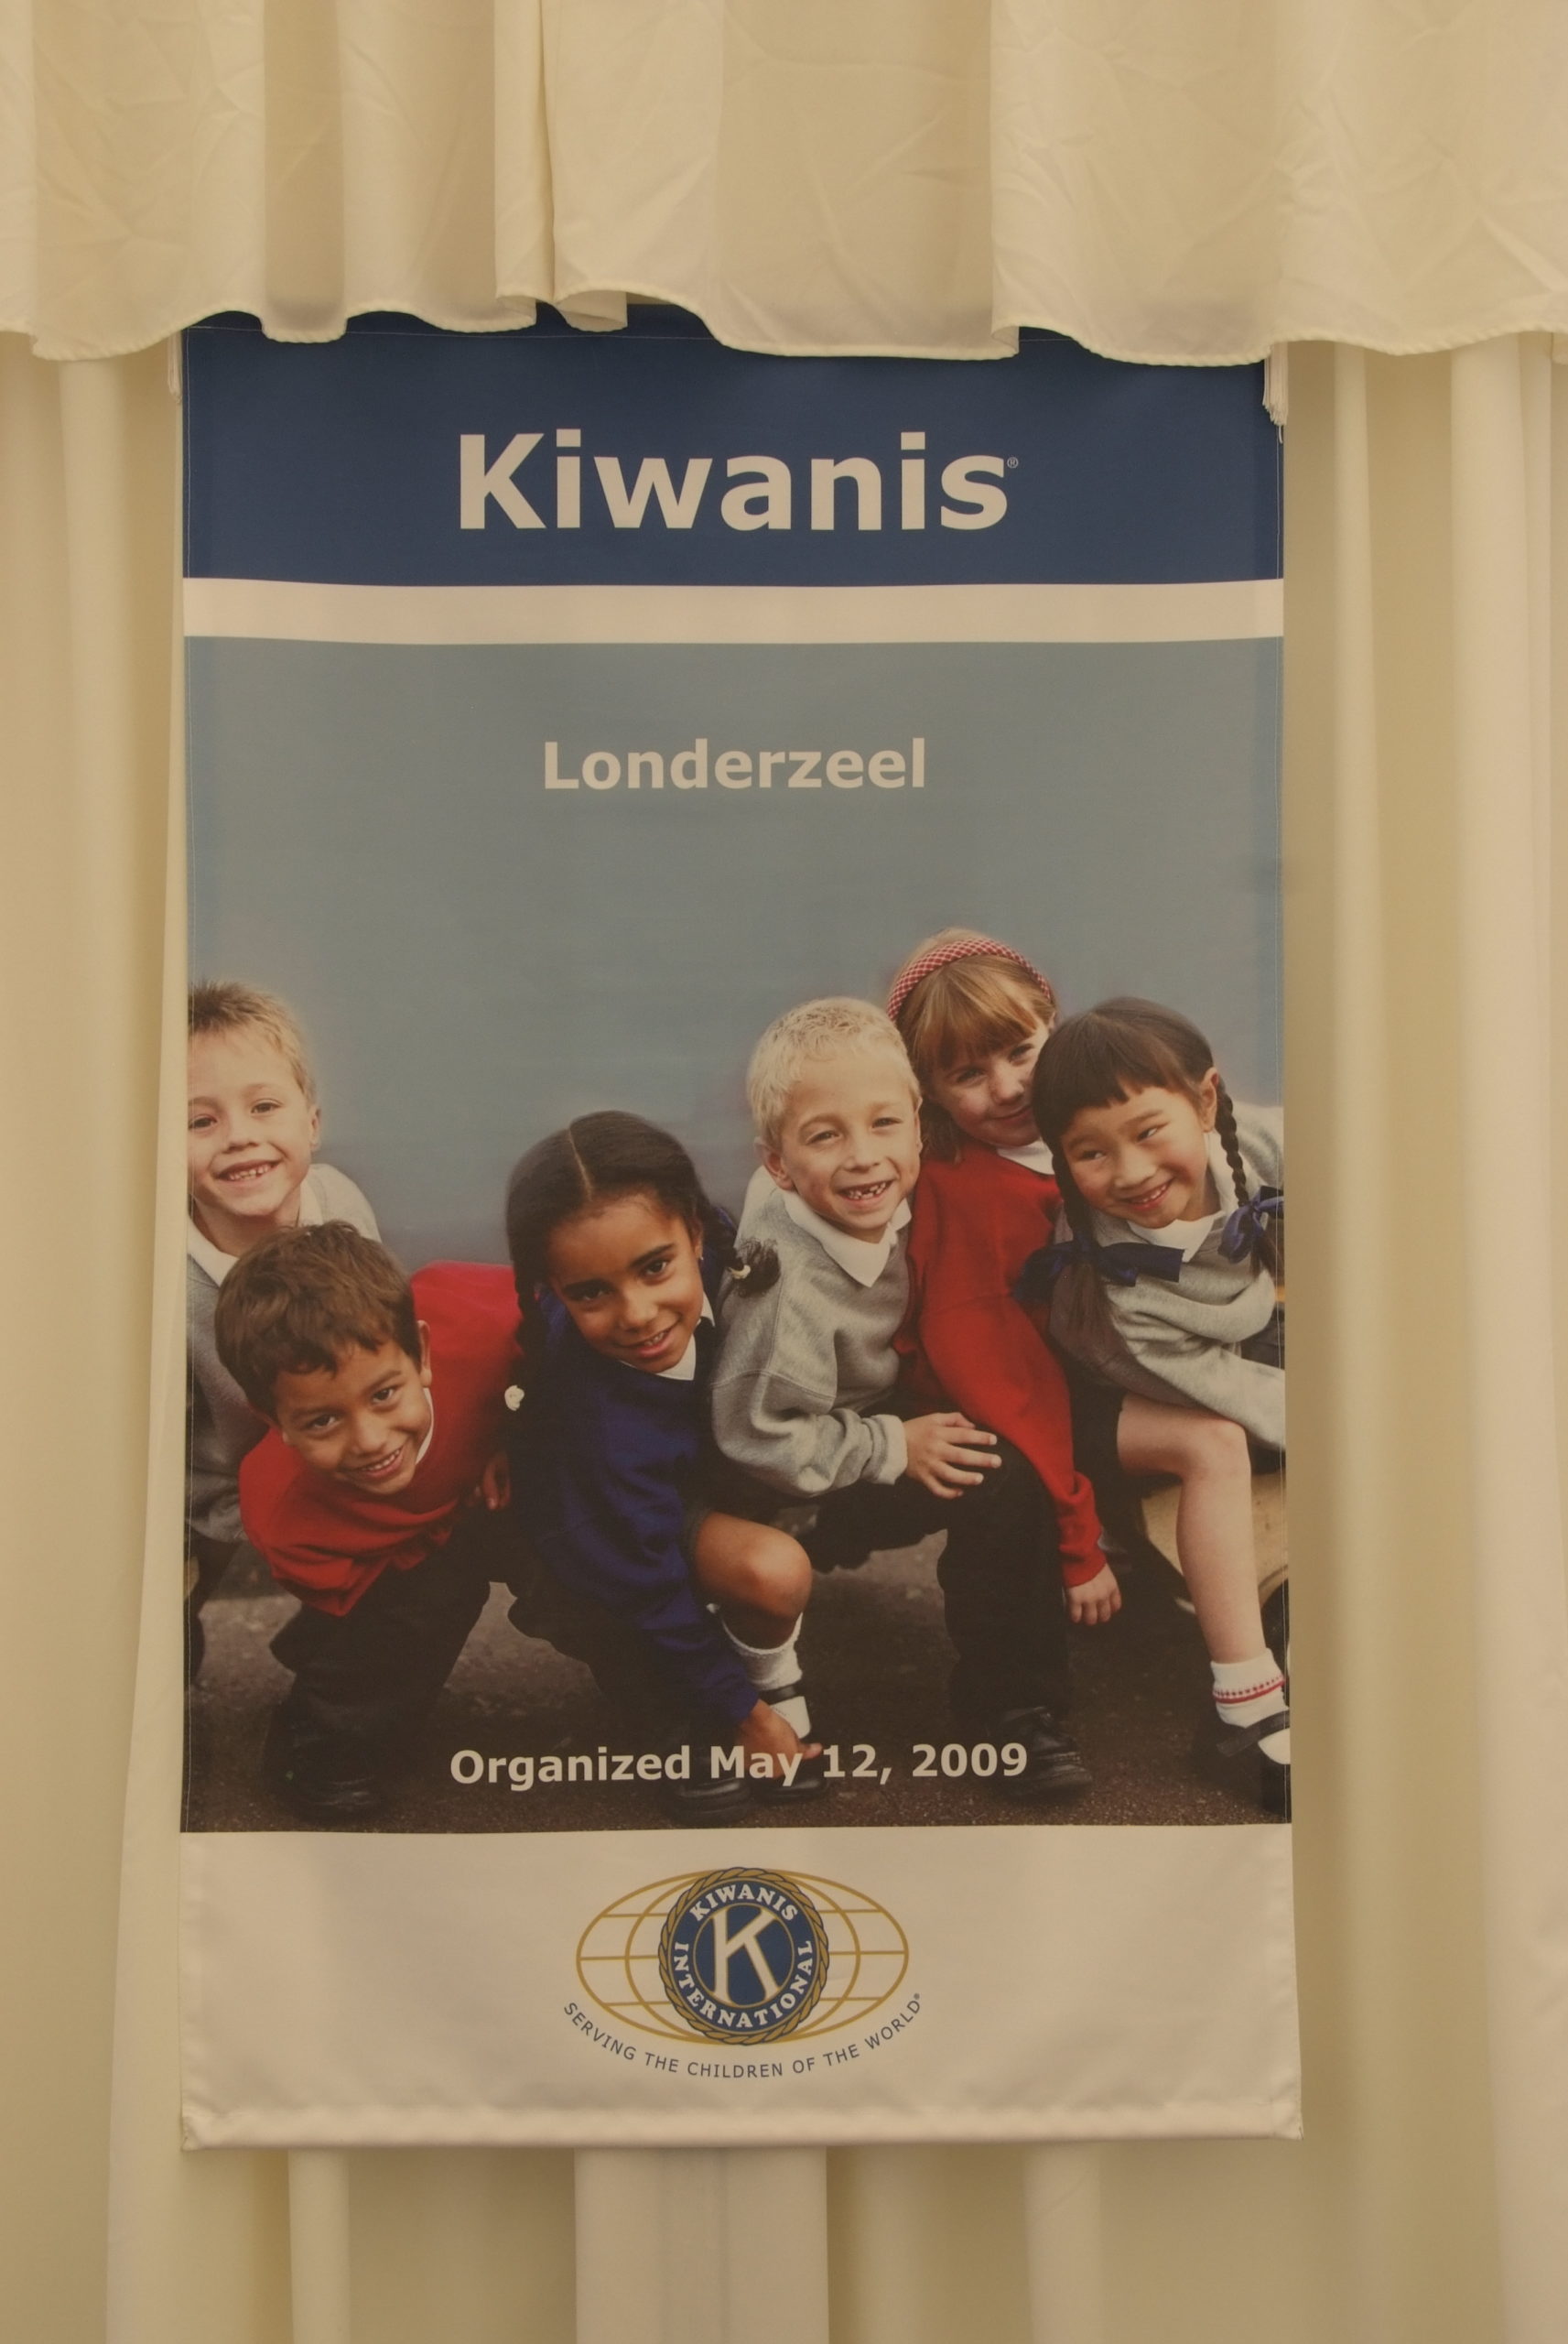 Kiwanis®
Londerzeel
Organized May 12, 2009
KIWANIS
K
INTERNATIONAL
SERVING THE CHILDREN OF THE WORLD®